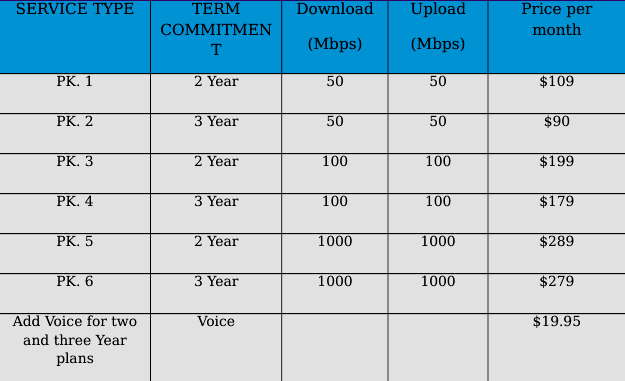 SERVICE TYPE TERM COMMITMEN T Download (Mbps) Upload (Mbps) Price per month
PK. 1 2 Year 50 50 $109
PK. 2 3 Year 50 50 $90
PK. 3 2 Year 100 100 $199
PK. 4 3 Year 100 100 $179
PK. 5 2 Year 1000 1000 $289
PK. 6 3 Year 1000 1000 $279
Add Voice for two Voice $19.95
and three Year
plans